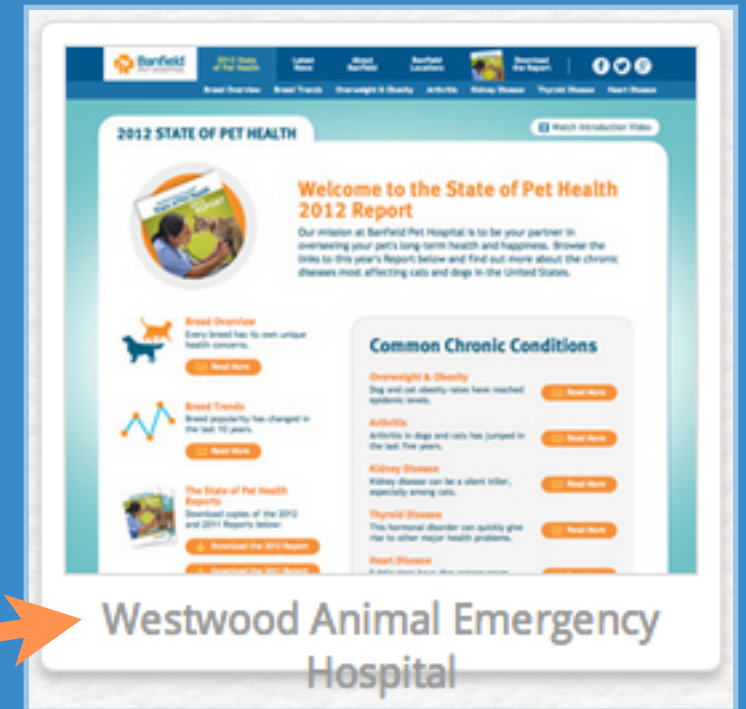 Banfield
PET HOSPITAL
2012 State
of Pet Health
Latest
News
About
Banfield
Banfield
Locations
Download
the Report
Breed Overview Breed Trends Overweight & Obesity Arthritis Kidney Disease Thyroid Disease Heart Disease
2012 STATE OF PET HEALTH
Watch Introduction Video
Welcome to the State of Pet Health
2012 Report
Our mission at Banfield Pet Hospital is to be your partner in
overseeing your pet's long-term health and happiness. Browse the
links to this year's Report below and find out more about the chronic
diseases most affecting cats and dogs in the United States.
Breed Overview
Every breed has its own unique
health concerns.
Read More
Breed Trends
Breed popularity has changed in
the last 10 years.
Read More
The State of Pet Health
Reports
Download copies of the 2012
and 2011 Reports below:
Download the 2012 Report
Download the 2011 Report
Common Chronic Conditions
Overweight & Obesity
Dog and cat obesity rates have reached
epidemic levels.
Read More
Arthritis
Arthritis in dogs and cats has jumped in
the last five years.
Read More
Kidney Disease
Kidney disease can be a silent killer,
especially among cats.
Read More
Thyroid Disease
This hormonal disorder can quickly give
rise to other major health problems.
Read More
Heart Disease
Westwood Animal Emergency
Hospital